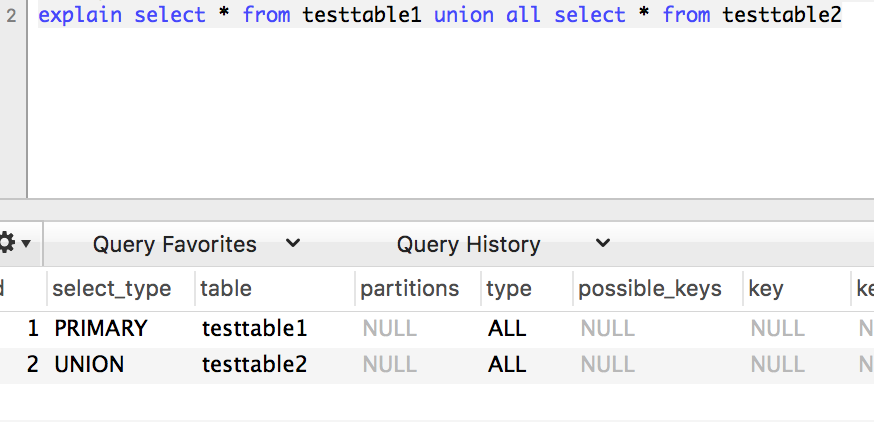 2 explain select * from testtable1 union all select * from testtable2
Query Favorites Query History
d select_type table partitions type possible_keys key ke
1 PRIMARY testtable1 NULL ALL NULL NULL N
2 UNION testtable2 NULL ALL NULL NULL N